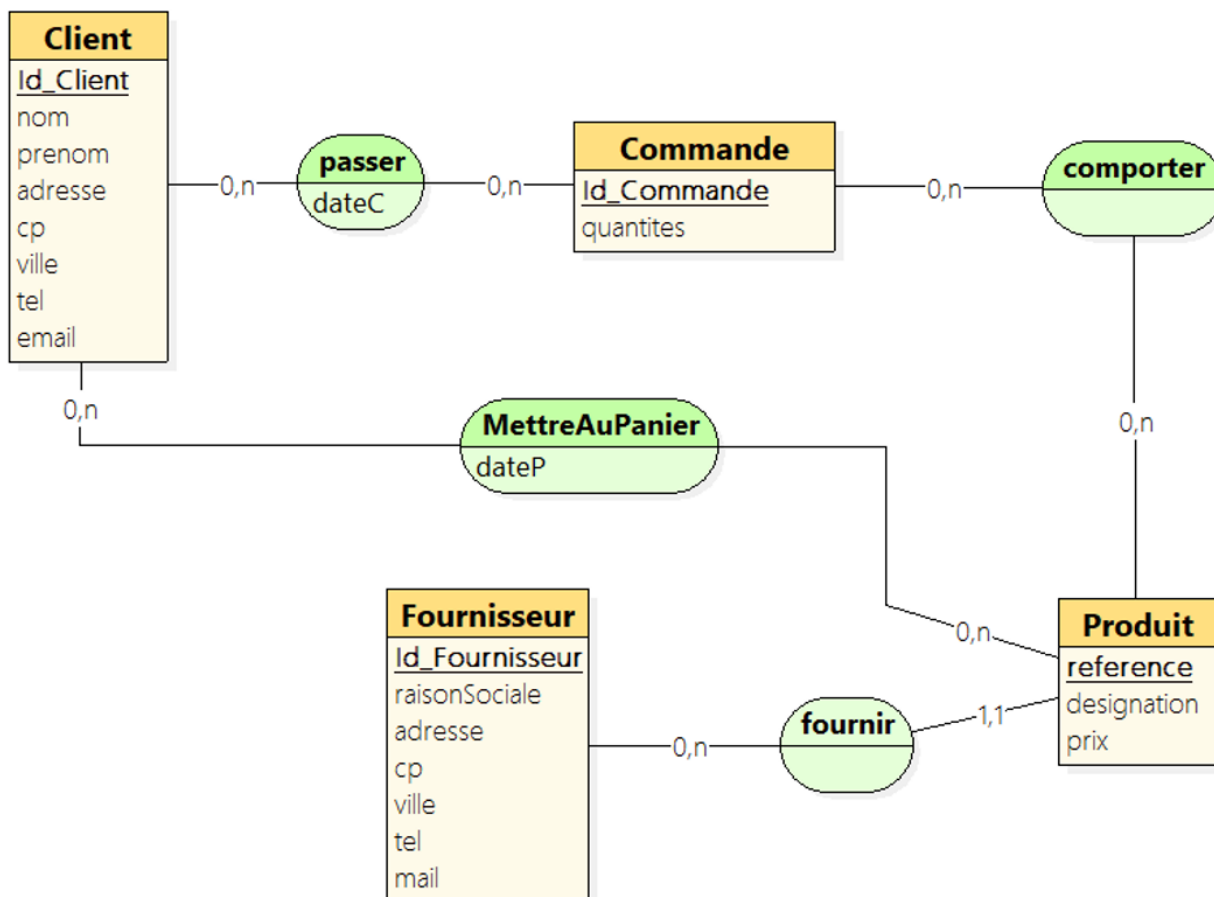 Client
Id_Client
nom
prenom
adresse
cp
ville
tel
email
0,n
passer
dateC
0,n
Commande
Id_Commande
quantites
0,n
comporter
0,n
0,n
MettreAuPanier
dateP
0,n
Fournisseur
Id_Fournisseur
raisonSociale
adresse
cp
ville
tel
mail
0,n
fournir
1,1
Produit
reference
designation
prix